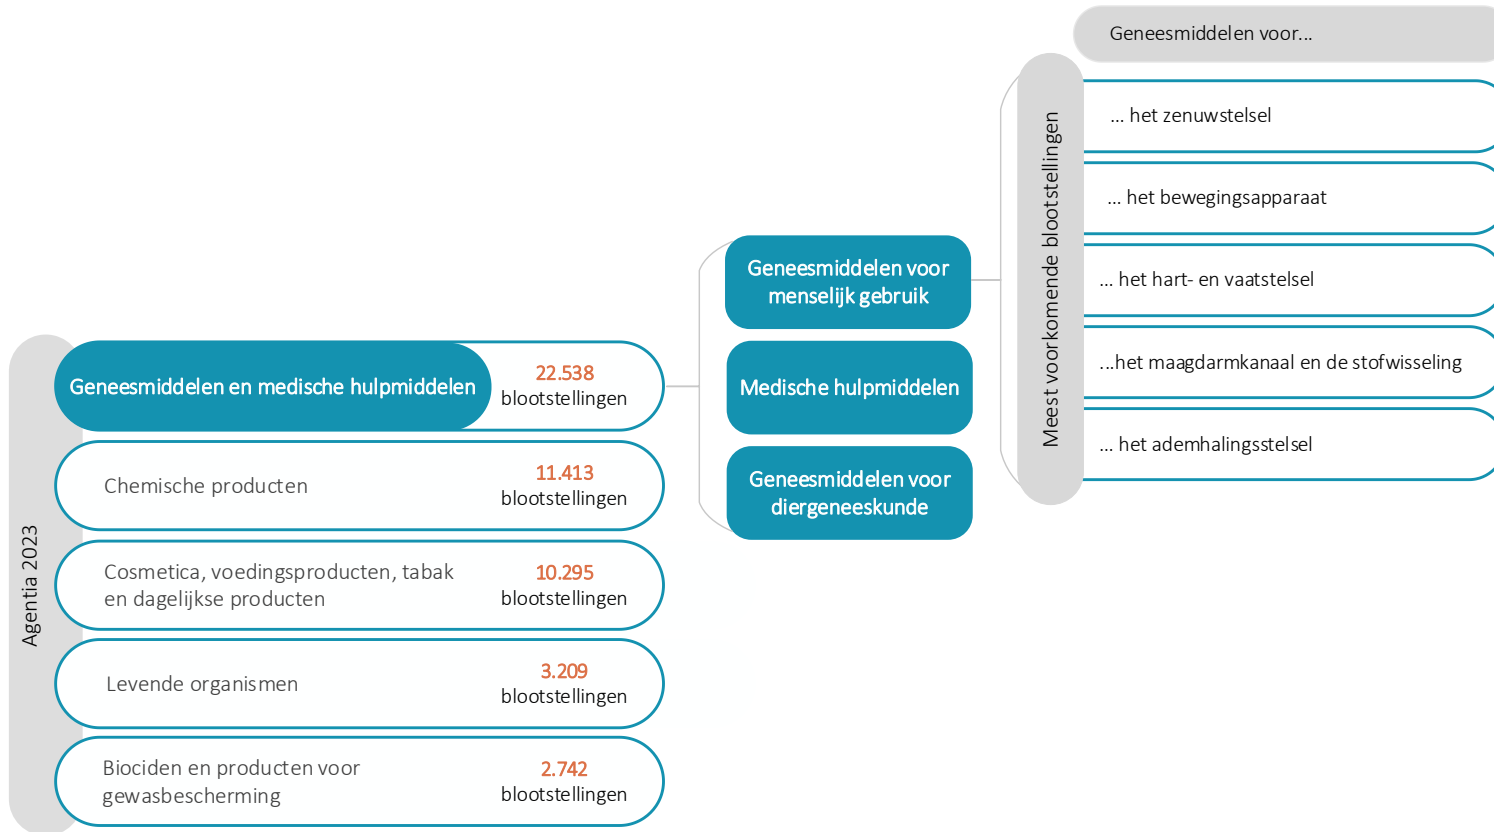 Agentia 2023
Geneesmiddelen en medische hulpmiddelen
22.538
blootstellingen
Chemische producten
11.413
blootstellingen
Cosmetica, voedingsproducten, tabak
en dagelijkse producten
10.295
blootstellingen
Levende organismen
3.209
blootstellingen
Biociden en producten voor
gewasbescherming
2.742
blootstellingen
Geneesmiddelen voor
menselijk gebruik
Medische hulpmiddelen
Geneesmiddelen voor
diergeneeskunde
Meest voorkomende blootstellingen
Geneesmiddelen voor...
... het zenuwstelsel
... het bewegingsapparaat
... het hart- en vaatstelsel
...het maagdarmkanaal en de stofwisseling
... het ademhalingsstelsel